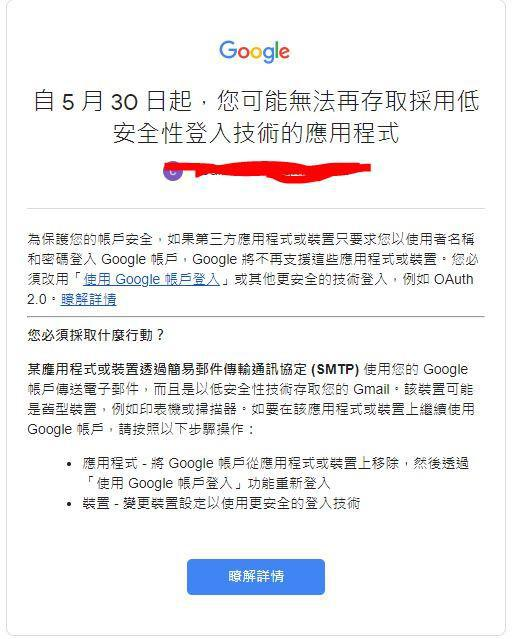 Google
自 5 月 30 日起，您可能無法再存取採用低
安全性登入技術的應用程式
為保護您的帳戶安全，如果第三方應用程式或裝置只要求您以使用者名稱
和密碼登入 Google 帳戶，Google 將不再支援這些應用程式或裝置。您必
須改用「使用 Google 帳戶登入」或其他更安全的技術登入，例如 OAuth
2.0。瞭解詳情
您必須採取什麼行動？
某應用程式或裝置透過簡易郵件傳輸通訊協定 (SMTP) 使用您的 Google
帳戶傳送電子郵件，而且是以低安全性技術存取您的 Gmail。該裝置可能
是舊型裝置，例如印表機或掃描器。如要在該應用程式或裝置上繼續使用
Google 帳戶，請按照以下步驟操作：
• 應用程式 - 將 Google 帳戶從應用程式或裝置上移除，然後透過
「使用 Google 帳戶登入」功能重新登入
• 裝置 - 變更裝置設定以使用更安全的登入技術
瞭解詳情